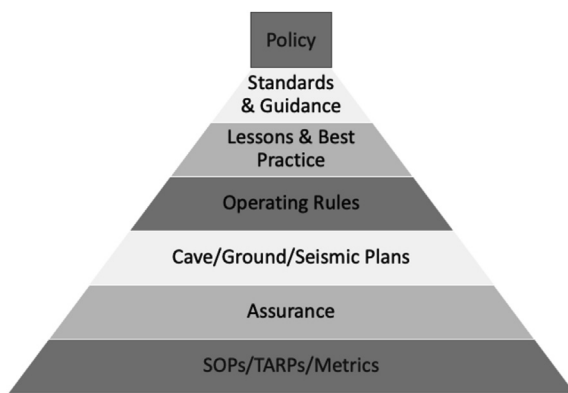 Policy
Standards
& Guidance
Lessons & Best
Practice
Operating Rules
Cave/Ground/Seismic Plans
Assurance
SOPs/TARPs/Metrics